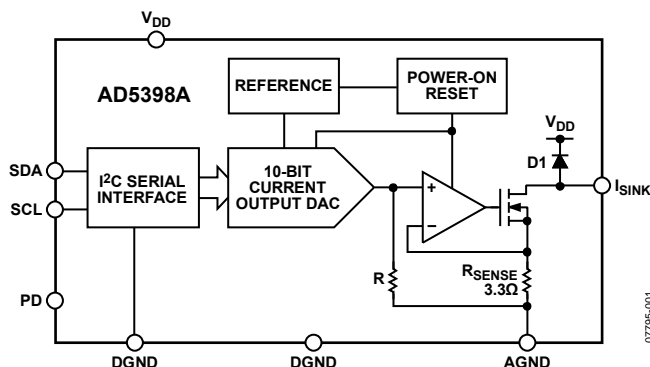 VDD
AD5398A
REFERENCE
POWER-ON
RESET
VDD
D1
SDA
SCL
I2C SERIAL
INTERFACE
10-BIT
CURRENT
OUTPUT DAC
+
−
ISINK
R
RSENSE
3.3Ω
PD
DGND
DGND
AGND
07795-001